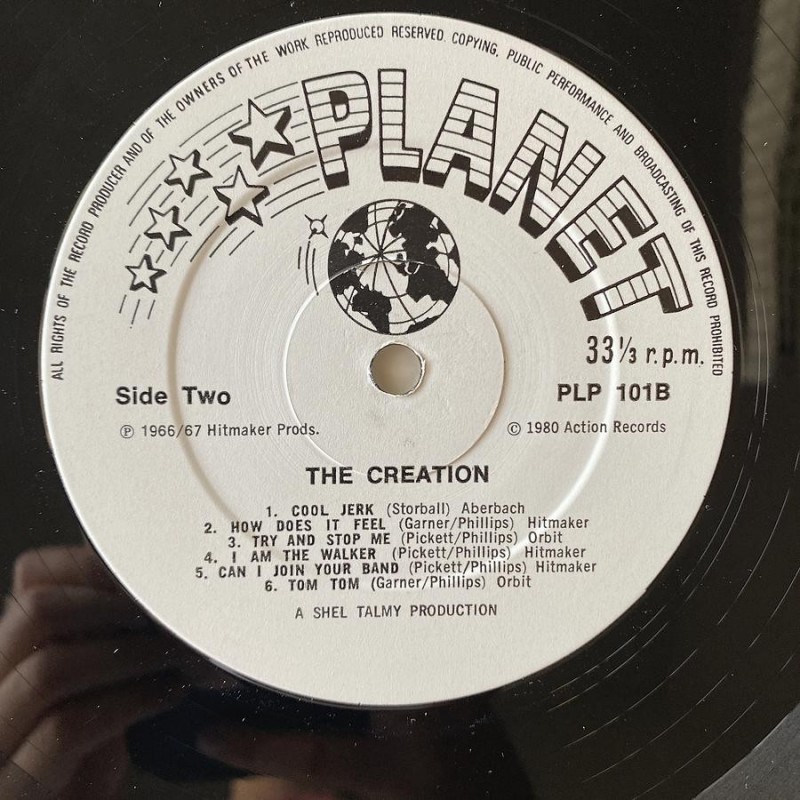 ALL RIGHTS OF THE RECORD PRODUCER AND OF THE OWNERS OF THE WORK REPRODUCED RESERVED. COPYING, PUBLIC PERFORMANCE AND BROADCASTING OF THIS RECORD PROHIBITED
PLANET
33⅓ r.p.m.
Side Two
PLP 101B
℗ 1966/67 Hitmaker Prods.
© 1980 Action Records
THE CREATION
1. COOL JERK (Storball) Aberbach
2. HOW DOES IT FEEL (Garner/Phillips) Hitmaker
3. TRY AND STOP ME (Pickett/Phillips) Orbit
4. I AM THE WALKER (Pickett/Phillips) Hitmaker
5. CAN I JOIN YOUR BAND (Pickett/Phillips) Hitmaker
6. TOM TOM (Garner/Phillips) Orbit
A SHEL TALMY PRODUCTION